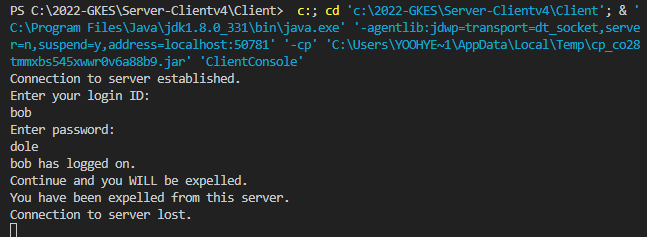 PS C:\2022-GKES\Server-Clientv4\Client>  c:; cd 'c:\2022-GKES\Server-Clientv4\Client'; & '
C:\Program Files\Java\jdk1.8.0_331\bin\java.exe' '-agentlib:jdwp=transport=dt_socket,serve
r=n,suspend=y,address=localhost:50781' '-cp' 'C:\Users\YOOHYE~1\AppData\Local\Temp\cp_co28
tmmxbs545xwwr0v6a88b9.jar' 'ClientConsole'
Connection to server established.
Enter your login ID:
bob
Enter password:
dole
bob has logged on.
Continue and you WILL be expelled.
You have been expelled from this server.
Connection to server lost.